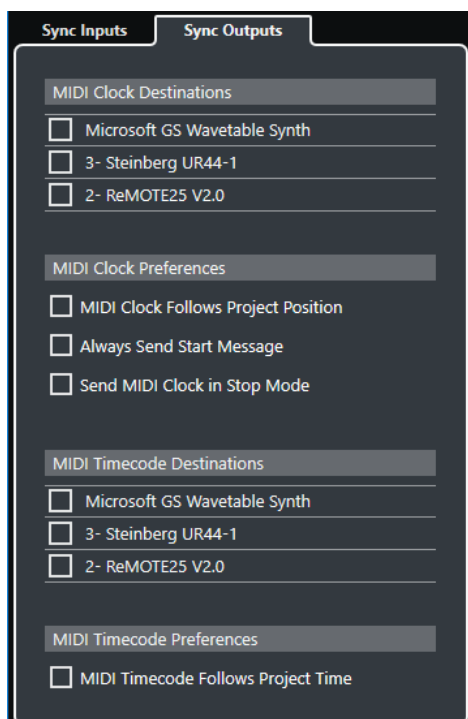 Sync Inputs
Sync Outputs
MIDI Clock Destinations
Microsoft GS Wavetable Synth
3- Steinberg UR44-1
2- ReMOTE25 V2.0
MIDI Clock Preferences
MIDI Clock Follows Project Position
Always Send Start Message
Send MIDI Clock in Stop Mode
MIDI Timecode Destinations
Microsoft GS Wavetable Synth
3- Steinberg UR44-1
2- ReMOTE25 V2.0
MIDI Timecode Preferences
MIDI Timecode Follows Project Time